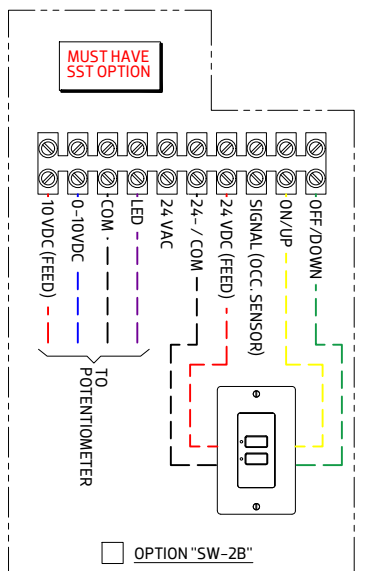 MUST HAVE
SST OPTION
10 VDC (FEED)
0-10VDC
COM
LED
24 VAC
24- / COM
24 VDC (FEED)
SIGNAL (OCC. SENSOR)
ON/UP
OFF/DOWN
TO
POTENTIOMETER
OPTION "SW-2B"